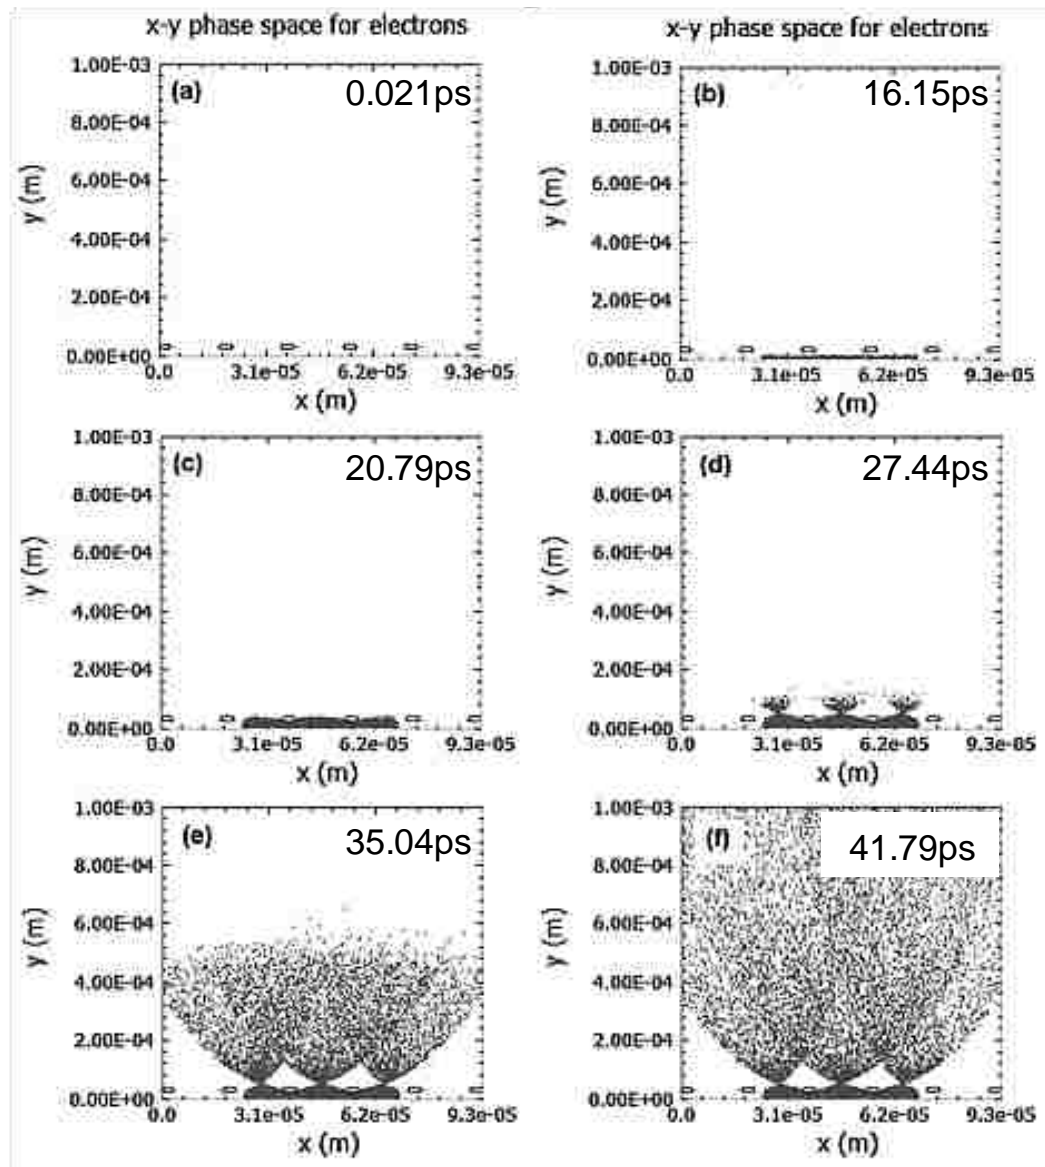 x-y phase space for electrons
x-y phase space for electrons
(a)
0.021ps
1.00E-03
8.00E-04
6.00E-04
4.00E-04
2.00E-04
0.00E+00
y (m)
0.0 3.1e-05 6.2e-05 9.3e-05
x (m)
(b)
16.15ps
1.00E-03
8.00E-04
6.00E-04
4.00E-04
2.00E-04
0.00E+00
y (m)
0.0 3.1e-05 6.2e-05 9.3e-05
x (m)
(c)
20.79ps
1.00E-03
8.00E-04
6.00E-04
4.00E-04
2.00E-04
0.00E+00
y (m)
0.0 3.1e-05 6.2e-05 9.3e-05
x (m)
(d)
27.44ps
1.00E-03
8.00E-04
6.00E-04
4.00E-04
2.00E-04
0.00E+00
y (m)
0.0 3.1e-05 6.2e-05 9.3e-05
x (m)
(e)
35.04ps
1.00E-03
8.00E-04
6.00E-04
4.00E-04
2.00E-04
0.00E+00
y (m)
0.0 3.1e-05 6.2e-05 9.3e-05
x (m)
(f)
41.79ps
1.00E-03
8.00E-04
6.00E-04
4.00E-04
2.00E-04
0.00E+00
y (m)
0.0 3.1e-05 6.2e-05 9.3e-05
x (m)